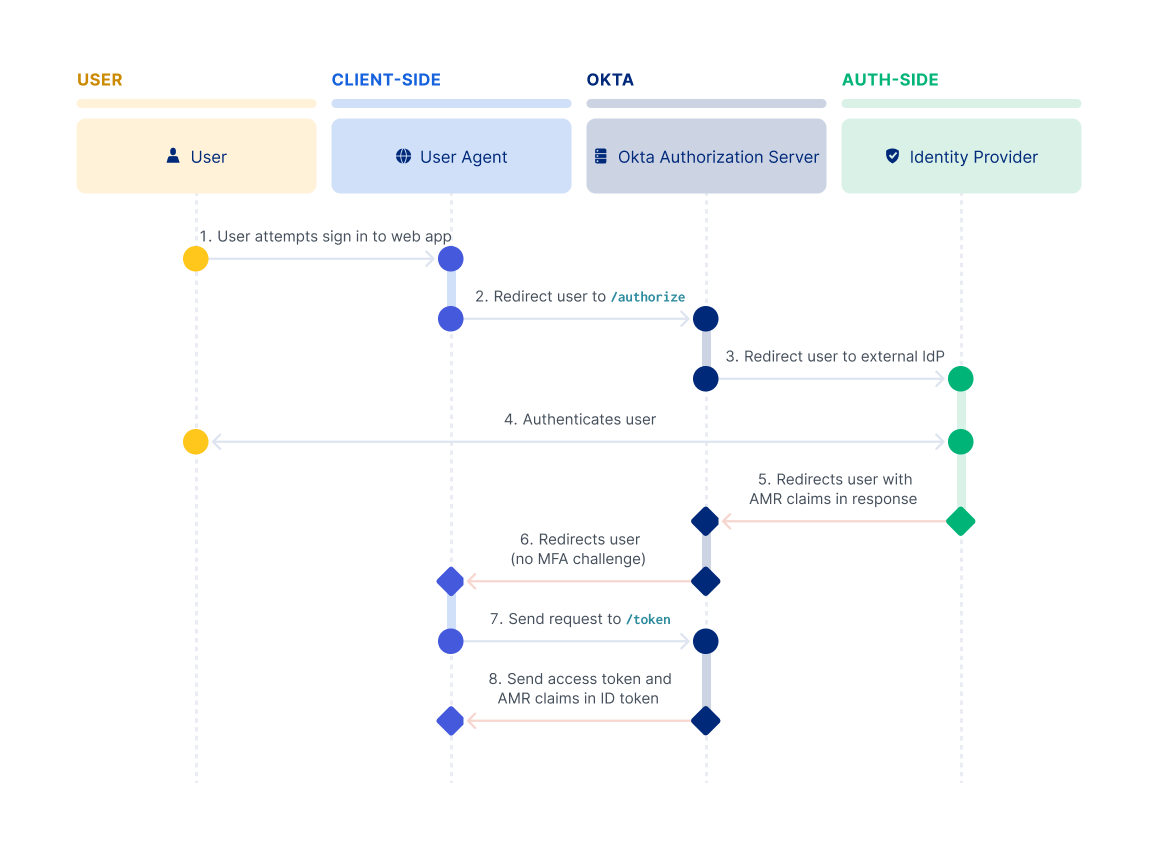 USER
CLIENT-SIDE
OKTA
AUTH-SIDE
User
User Agent
Okta Authorization Server
Identity Provider
1. User attempts sign in to web app
2. Redirect user to /authorize
3. Redirect user to external IdP
4. Authenticates user
5. Redirects user with
AMR claims in response
6. Redirects user
(no MFA challenge)
7. Send request to /token
8. Send access token and
AMR claims in ID token